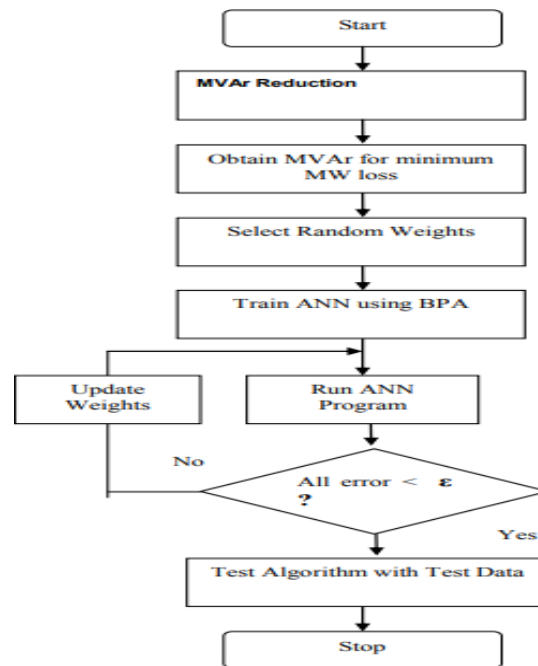 Start
MVAr Reduction
Obtain MVAr for minimum
MW loss
Select Random Weights
Train ANN using BPA
Update
Weights
Run ANN
Program
No
All error < ε
?
Yes
Test Algorithm with Test Data
Stop